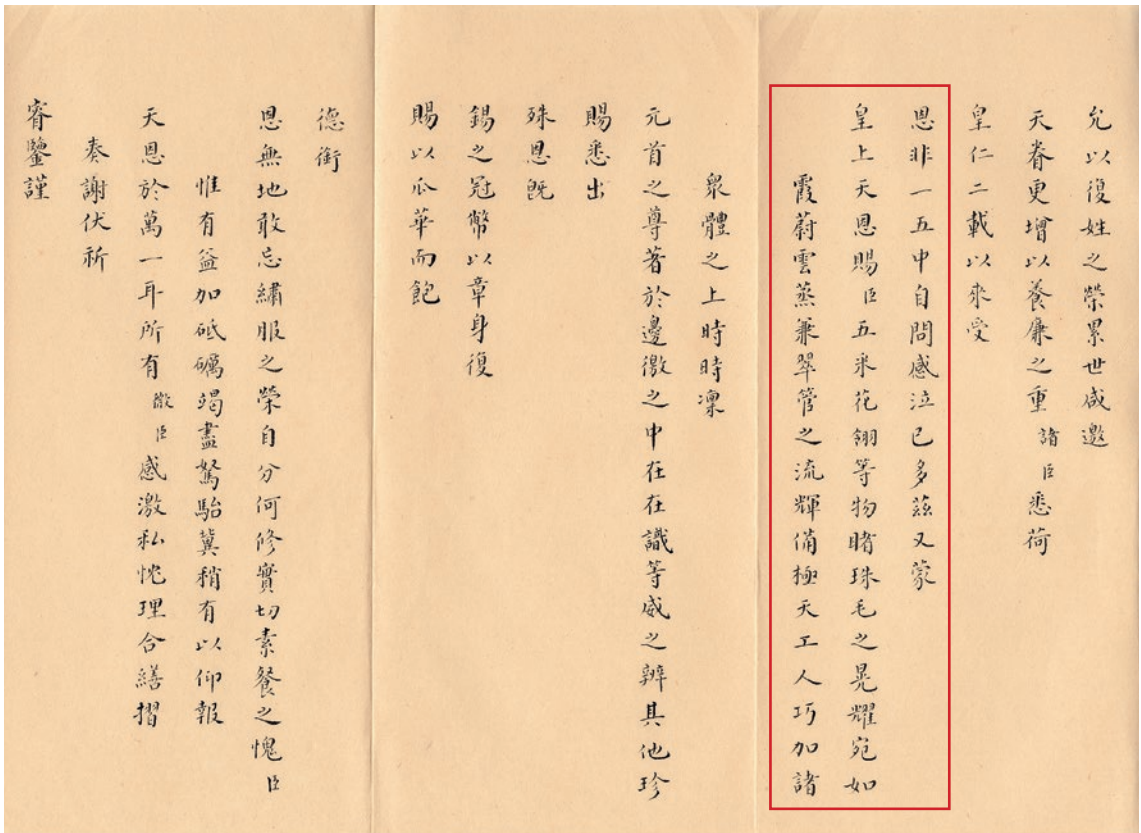 允以復姓之榮累世咸邀
天眷更增以養廉之重諸臣悉荷
皇仁二載以來受
恩非一五中自問感泣已多茲又蒙
皇上天恩賜臣五釆花翎等物睹珠毛之晃耀宛如
霞蔚雲蒸兼翠管之流輝備極天工人巧加諸
衆體之上時時凜
元首之尊著於邊徼之中在在識等威之辨其他珍
賜悉出
殊恩旣
錫之冠幣以章身復
賜以瓜華而飽
德銜
恩無地敢忘繡服之榮自分何修實切素餐之愧臣
惟有益加砥礪竭盡駑駘冀稍有以仰報
天恩於萬一耳所有微臣感激私忱理合繕摺
奏謝伏祈
睿鑒謹